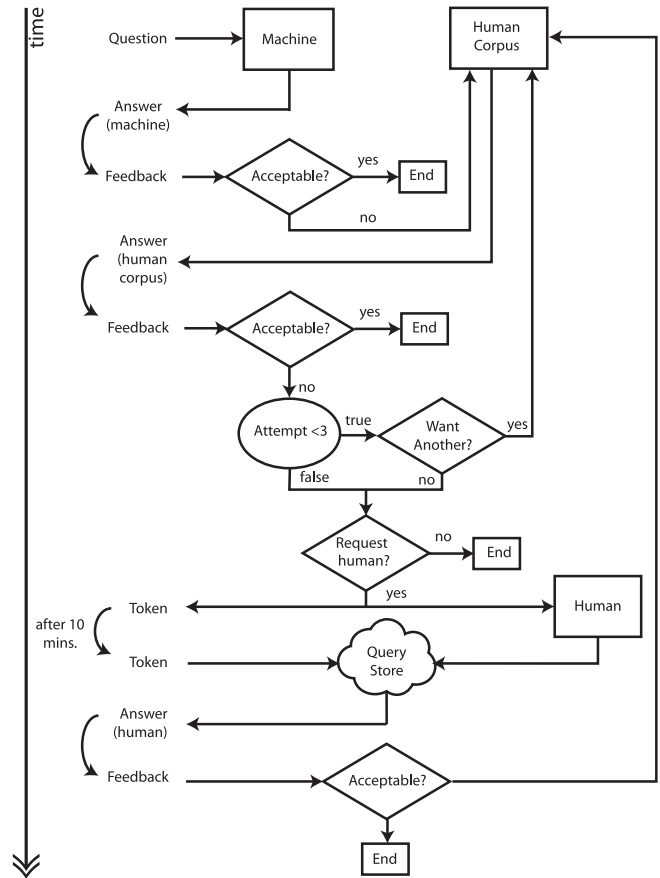 time
Question
Machine
Human
Corpus
Answer
(machine)
Feedback
Acceptable?
yes
End
no
Answer
(human
corpus)
Feedback
Acceptable?
yes
End
no
Attempt <3
true
Want
Another?
yes
false
no
Request
human?
no
End
yes
Token
Human
after 10
mins.
Token
Query
Store
Answer
(human)
Feedback
Acceptable?
End